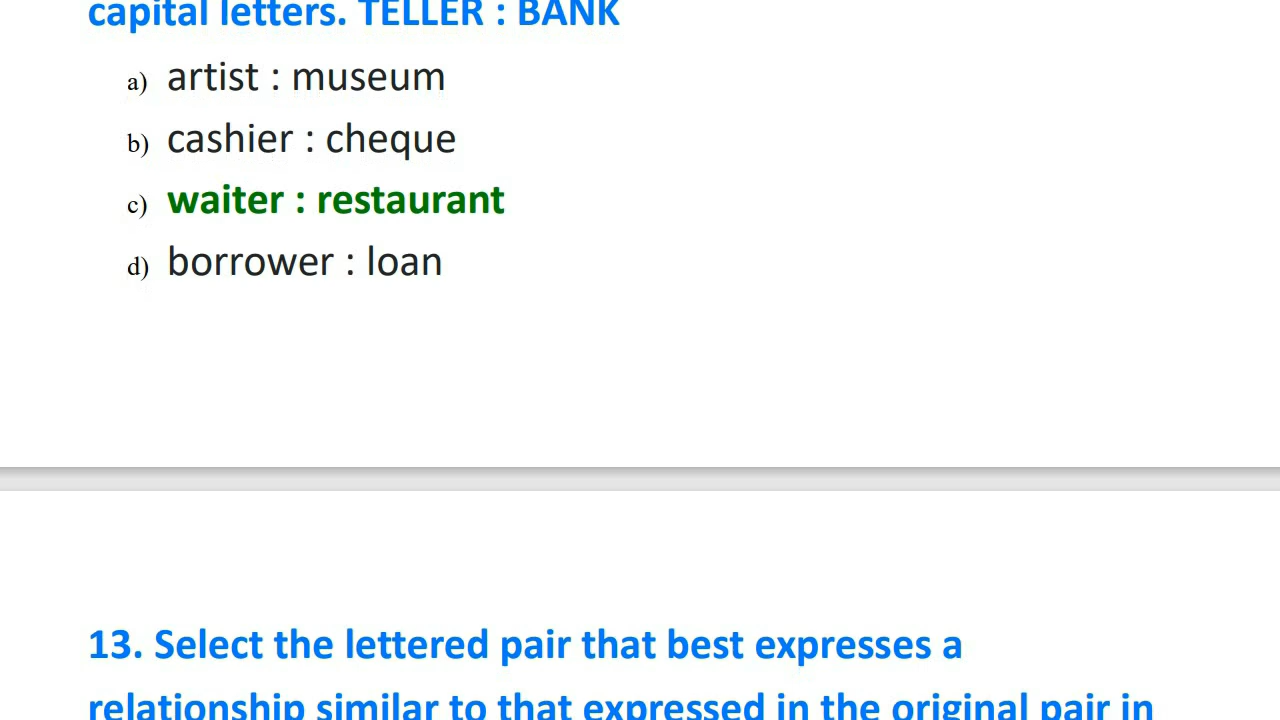 capital letters. TELLER : BANK
a) artist : museum
b) cashier : cheque
c) waiter : restaurant
d) borrower : loan
13. Select the lettered pair that best expresses a
relationship similar to that expressed in the original pair in